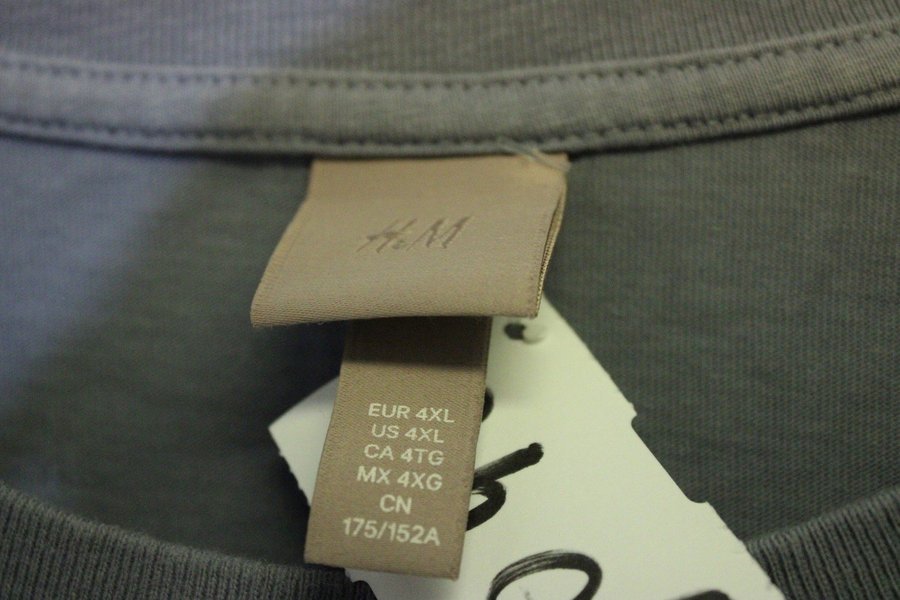 H&M
EUR 4XL
US 4XL
CA 4TG
MX 4XG
CN
175/152A